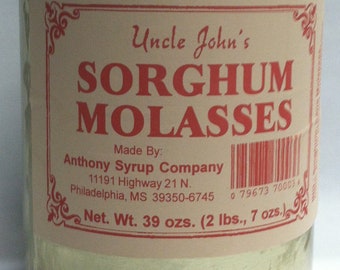 Uncle John's
SORGHUM
MOLASSES
Made By:
Anthony Syrup Company
11191 Highway 21 N.
Philadelphia, MS 39350-6745
Net. Wt. 39 ozs. (2 lbs., 7 ozs.)